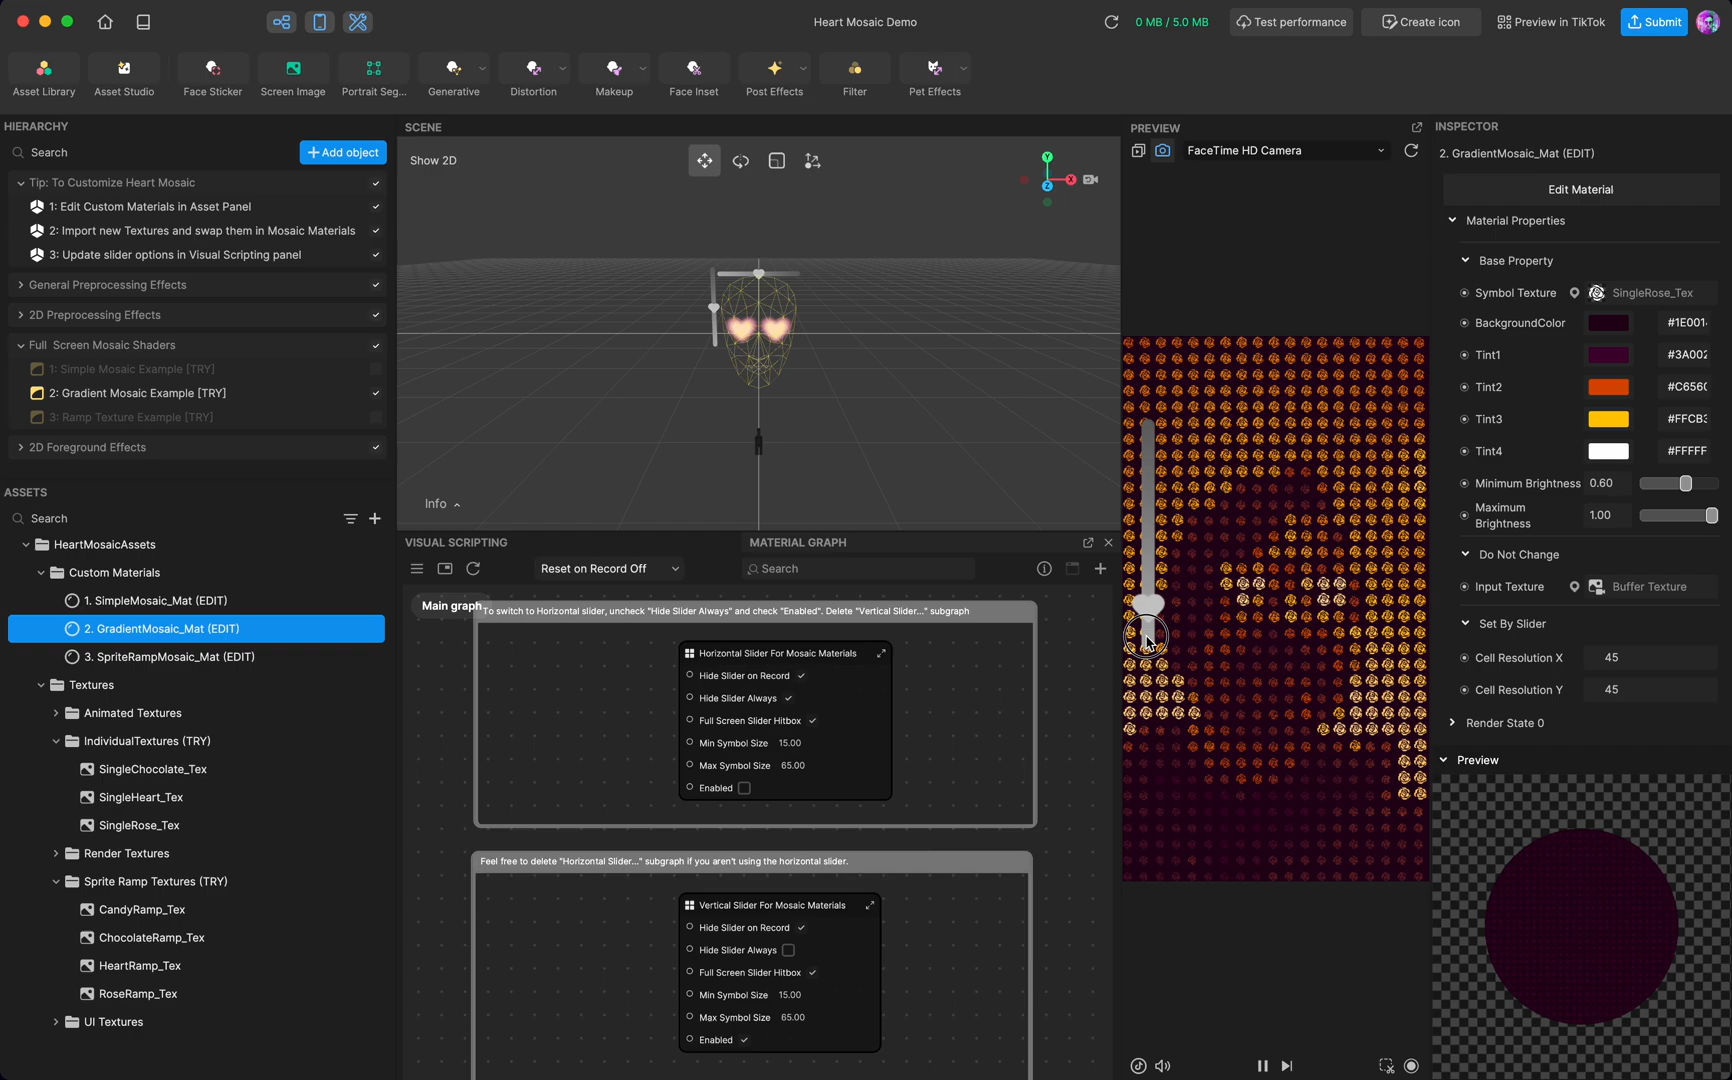 Heart Mosaic Demo
0 MB / 5.0 MB
Test performance
Create icon
Preview in TikTok
Submit
Asset Library
Asset Studio
Face Sticker
Screen Image
Portrait Seg...
Generative
Distortion
Makeup
Face Inset
Post Effects
Filter
Pet Effects
HIERARCHY
Search
+ Add object
Tip: To Customize Heart Mosaic
1: Edit Custom Materials in Asset Panel
2: Import new Textures and swap them in Mosaic Materials
3: Update slider options in Visual Scripting panel
General Preprocessing Effects
2D Preprocessing Effects
Full Screen Mosaic Shaders
1: Simple Mosaic Example [TRY]
2: Gradient Mosaic Example [TRY]
3: Ramp Texture Example [TRY]
2D Foreground Effects
ASSETS
Search
HeartMosaicAssets
Custom Materials
1. SimpleMosaic_Mat (EDIT)
2. GradientMosaic_Mat (EDIT)
3. SpriteRampMosaic_Mat (EDIT)
Textures
Animated Textures
IndividualTextures (TRY)
SingleChocolate_Tex
SingleHeart_Tex
SingleRose_Tex
Render Textures
Sprite Ramp Textures (TRY)
CandyRamp_Tex
ChocolateRamp_Tex
HeartRamp_Tex
RoseRamp_Tex
UI Textures
SCENE
Show 2D
Y
X
Z
Info
VISUAL SCRIPTING
MATERIAL GRAPH
Reset on Record Off
Search
Main graph
To switch to Horizontal slider, uncheck "Hide Slider Always" and check "Enabled". Delete "Vertical Slider..." subgraph
Horizontal Slider For Mosaic Materials
Hide Slider on Record
Hide Slider Always
Full Screen Slider Hitbox
Min Symbol Size 15.00
Max Symbol Size 65.00
Enabled
Feel free to delete "Horizontal Slider..." subgraph if you aren't using the horizontal slider.
Vertical Slider For Mosaic Materials
Hide Slider on Record
Hide Slider Always
Full Screen Slider Hitbox
Min Symbol Size 15.00
Max Symbol Size 65.00
Enabled
PREVIEW
FaceTime HD Camera
INSPECTOR
2. GradientMosaic_Mat (EDIT)
Edit Material
Material Properties
Base Property
Symbol Texture SingleRose_Tex
BackgroundColor #1E001
Tint1 #3A002
Tint2 #C6560
Tint3 #FFCB3
Tint4 #FFFFF
Minimum Brightness 0.60
Maximum
Brightness 1.00
Do Not Change
Input Texture Buffer Texture
Set By Slider
Cell Resolution X 45
Cell Resolution Y 45
Render State 0
Preview